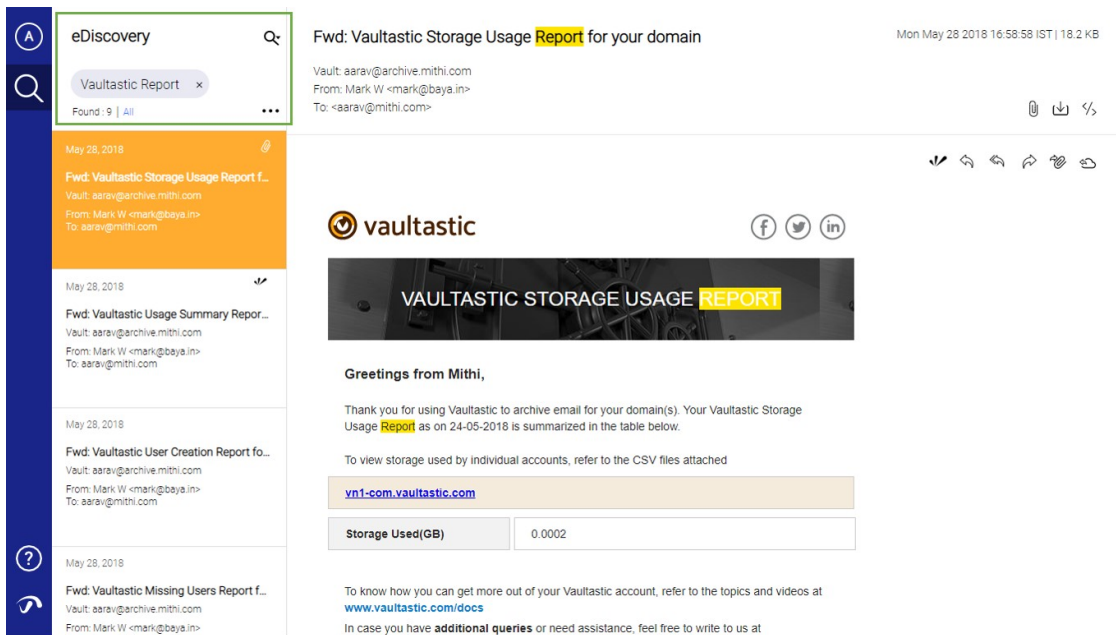 A
eDiscovery
Vaultastic Report ×
Found : 9 | All
May 28, 2018
Fwd: Vaultastic Storage Usage Report f...
Vault: aarav@archive.mithi.com
From: Mark W <mark@baya.in>
To: aarav@mithi.com
May 28, 2018
Fwd: Vaultastic Usage Summary Repor...
Vault: aarav@archive.mithi.com
From: Mark W <mark@baya.in>
To: aarav@mithi.com
May 28, 2018
Fwd: Vaultastic User Creation Report fo...
Vault: aarav@archive.mithi.com
From: Mark W <mark@baya.in>
To: aarav@mithi.com
May 28, 2018
Fwd: Vaultastic Missing Users Report f...
Vault: aarav@archive.mithi.com
From: Mark W <mark@baya.in>
Fwd: Vaultastic Storage Usage Report for your domain
Mon May 28 2018 16:58:58 IST | 18.2 KB
Vault: aarav@archive.mithi.com
From: Mark W <mark@baya.in>
To: <aarav@mithi.com>
vaultastic
VAULTASTIC STORAGE USAGE REPORT
Greetings from Mithi,
Thank you for using Vaultastic to archive email for your domain(s). Your Vaultastic Storage
Usage Report as on 24-05-2018 is summarized in the table below.
To view storage used by individual accounts, refer to the CSV files attached
vn1-com.vaultastic.com
Storage Used(GB) 0.0002
To know how you can get more out of your Vaultastic account, refer to the topics and videos at
www.vaultastic.com/docs
In case you have additional queries or need assistance, feel free to write to us at